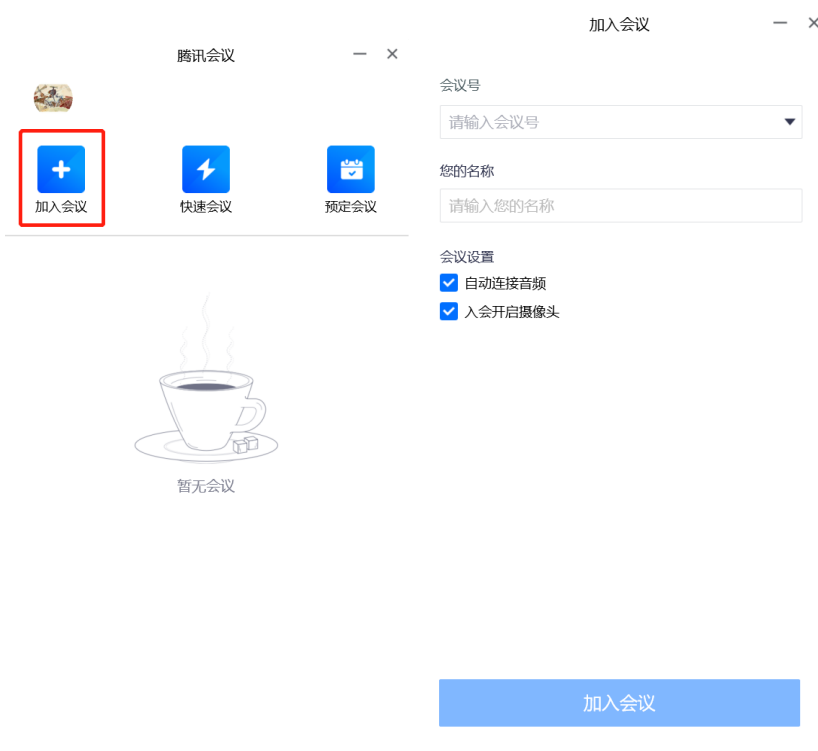 腾讯会议
加入会议
快速会议
预定会议
暂无会议
加入会议
会议号
请输入会议号
您的名称
请输入您的名称
会议设置
自动连接音频
入会开启摄像头
加入会议